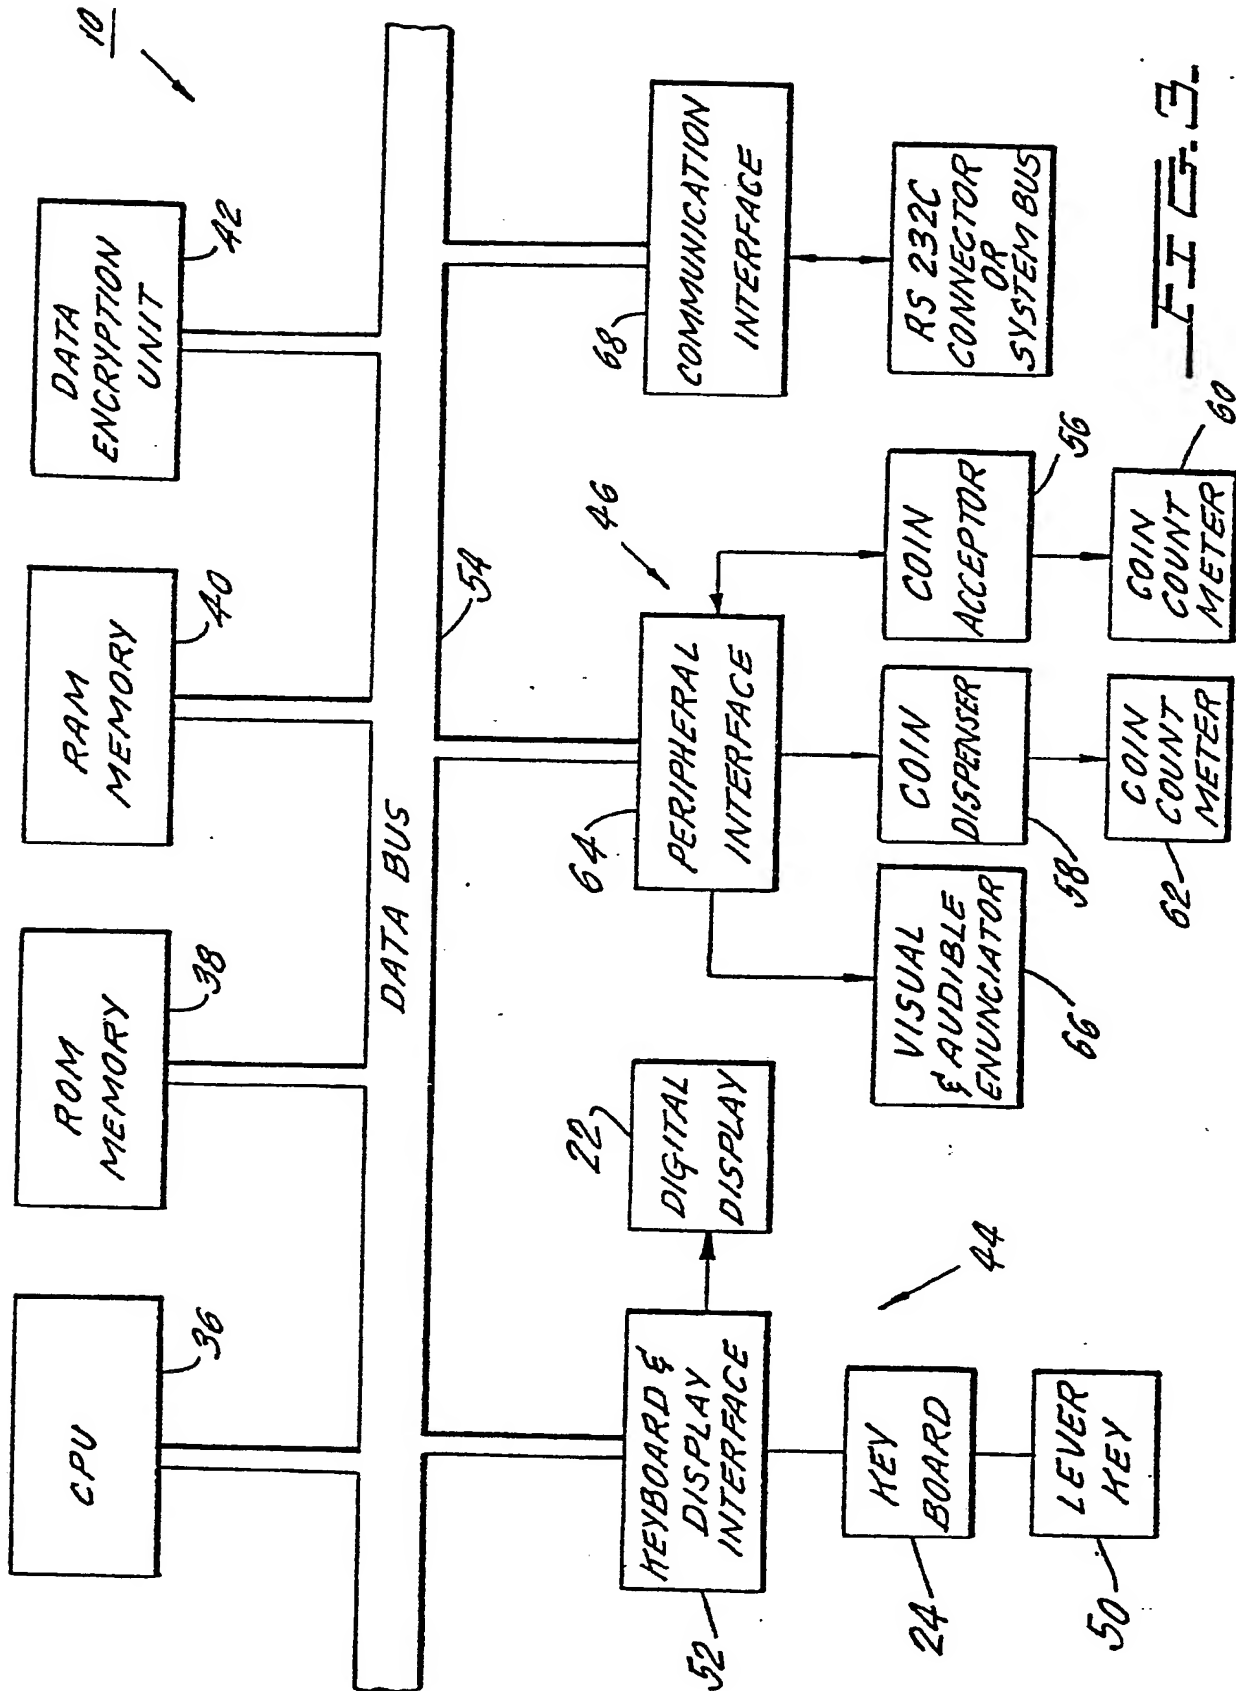 10
CPU
36
ROM
MEMORY
38
RAM
MEMORY
40
DATA
ENCRYPTION
UNIT
42
DATA BUS
54
KEYBOARD &
DISPLAY
INTERFACE
52
DIGITAL
DISPLAY
22
44
KEY
BOARD
24
LEVER
KEY
50
PERIPHERAL
INTERFACE
64
46
VISUAL
& AUDIBLE
ENUNCIATOR
66
COIN
DISPENSER
58
COIN
COUNT
METER
62
COIN
ACCEPTOR
56
COIN
COUNT
METER
60
COMMUNICATION
INTERFACE
68
RS 232C
CONNECTOR
OR
SYSTEM BUS
FIG.3.